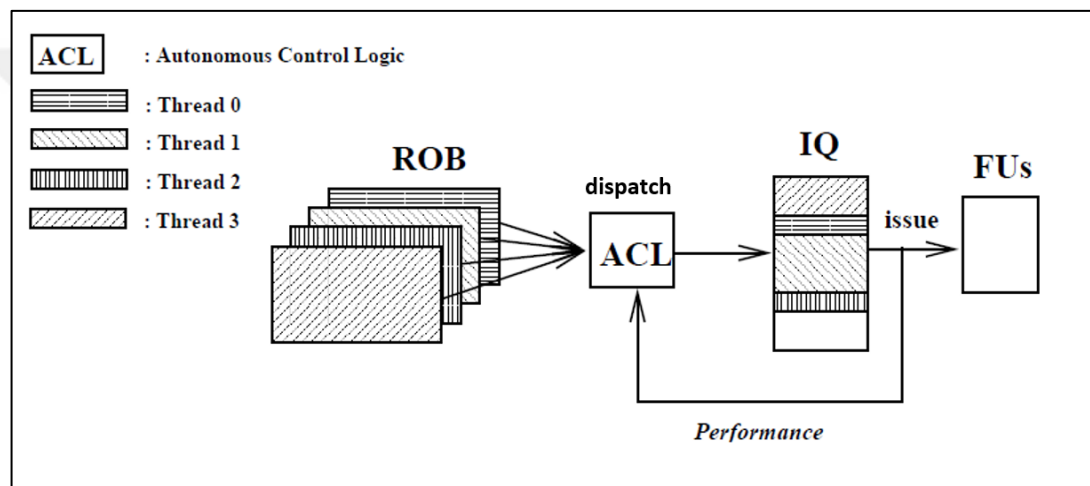 ACL : Autonomous Control Logic
: Thread 0
: Thread 1
: Thread 2
: Thread 3
ROB
dispatch
ACL
IQ
issue
FUs
Performance